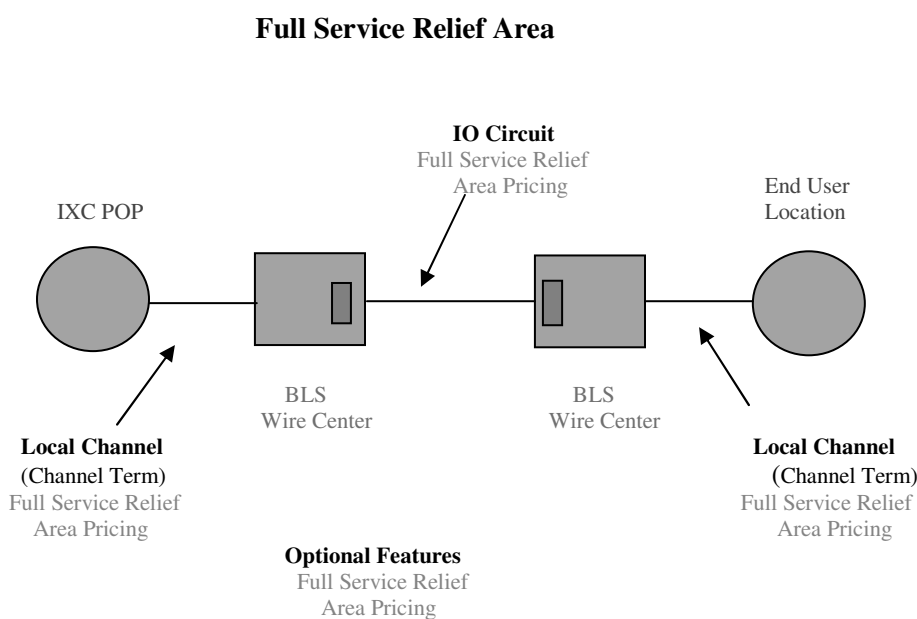 Full Service Relief Area
IO Circuit
Full Service Relief
Area Pricing
IXC POP
End User
Location
BLS
Wire Center
BLS
Wire Center
Local Channel
(Channel Term)
Full Service Relief
Area Pricing
Local Channel
(Channel Term)
Full Service Relief
Area Pricing
Optional Features
Full Service Relief
Area Pricing